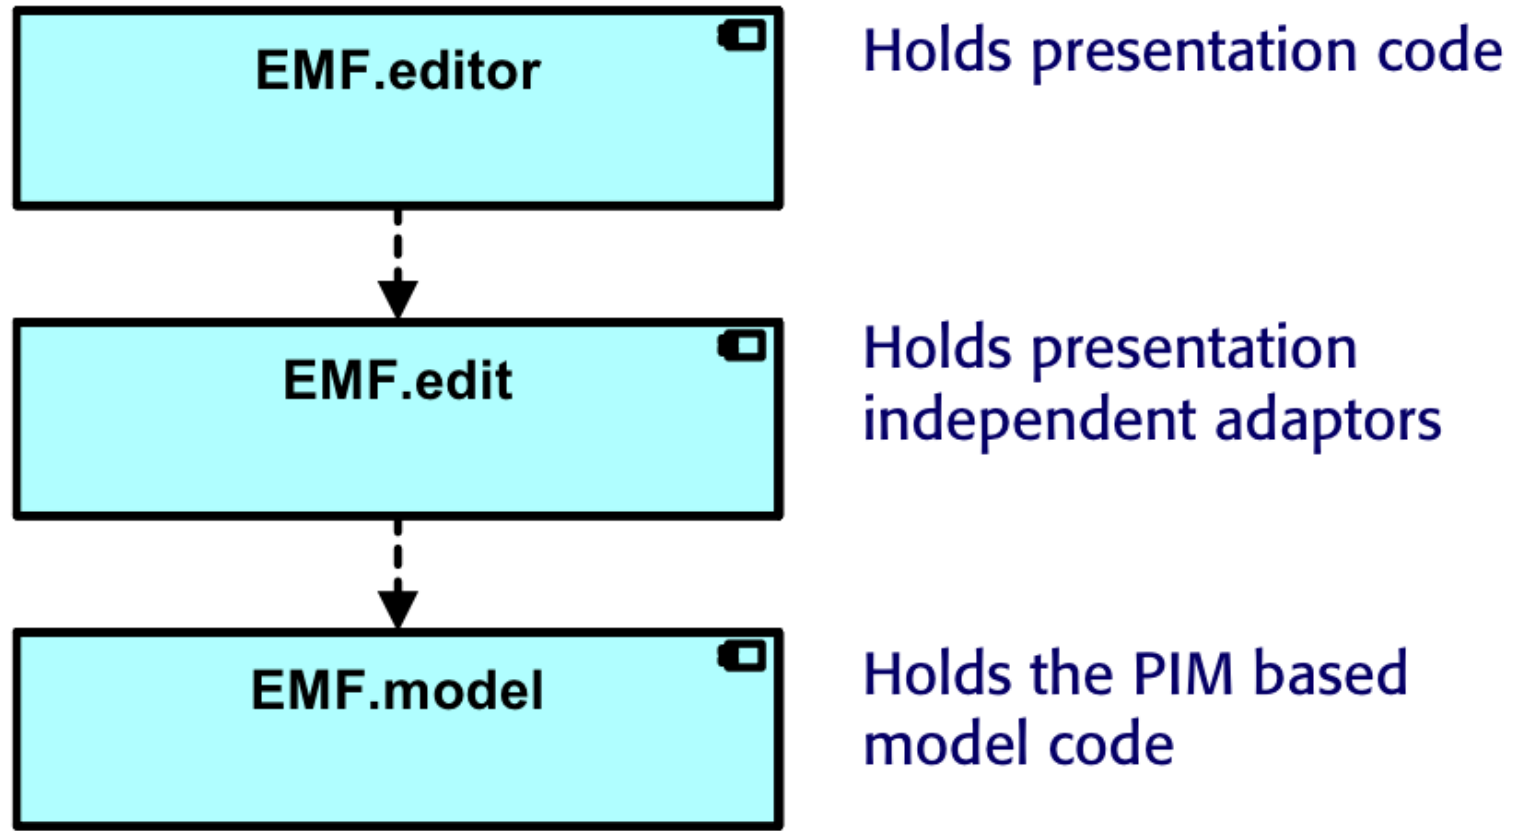 EMF.editor
Holds presentation code
EMF.edit
Holds presentation
independent adaptors
EMF.model
Holds the PIM based
model code